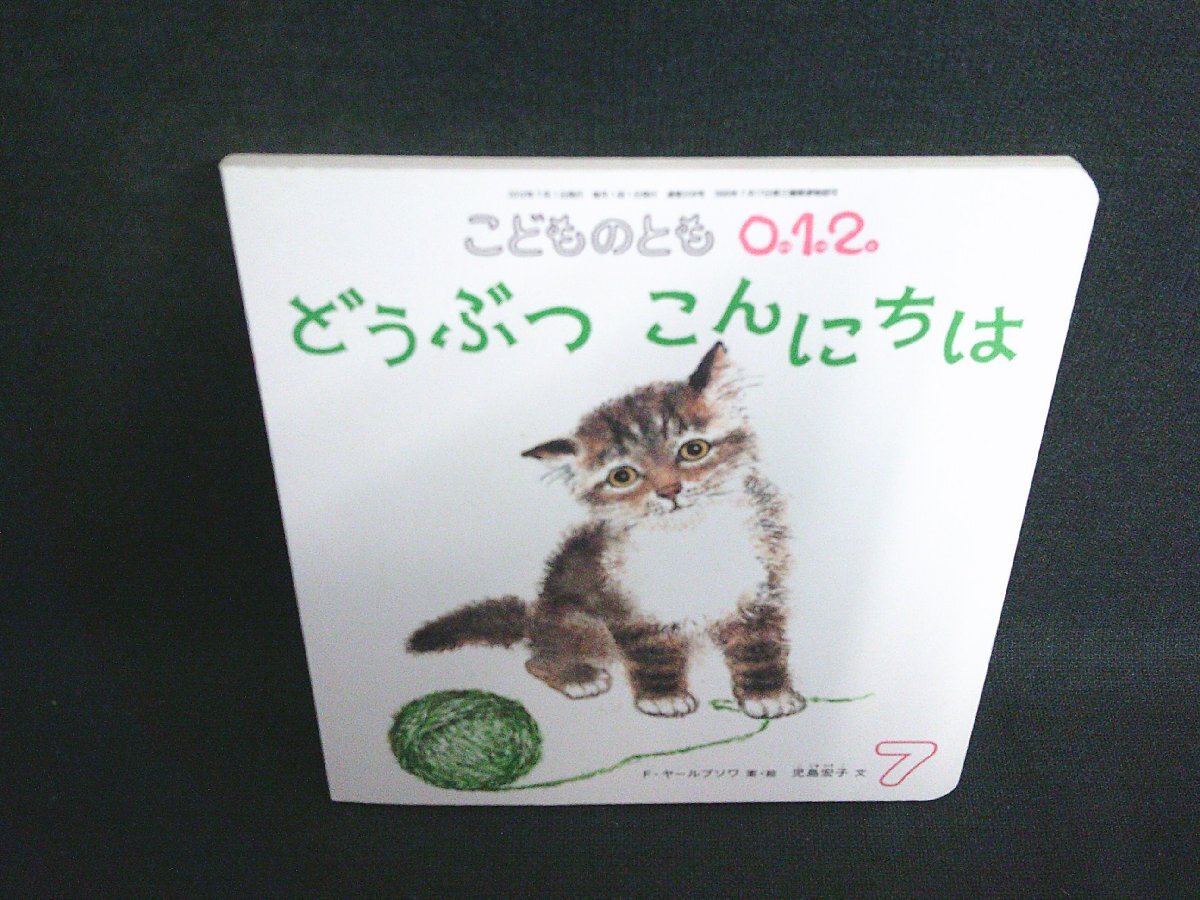 こどものとも 0.1.2.
どうぶつ こんにちは
F・ヤールブソワ 案・絵 児島宏子 文
7